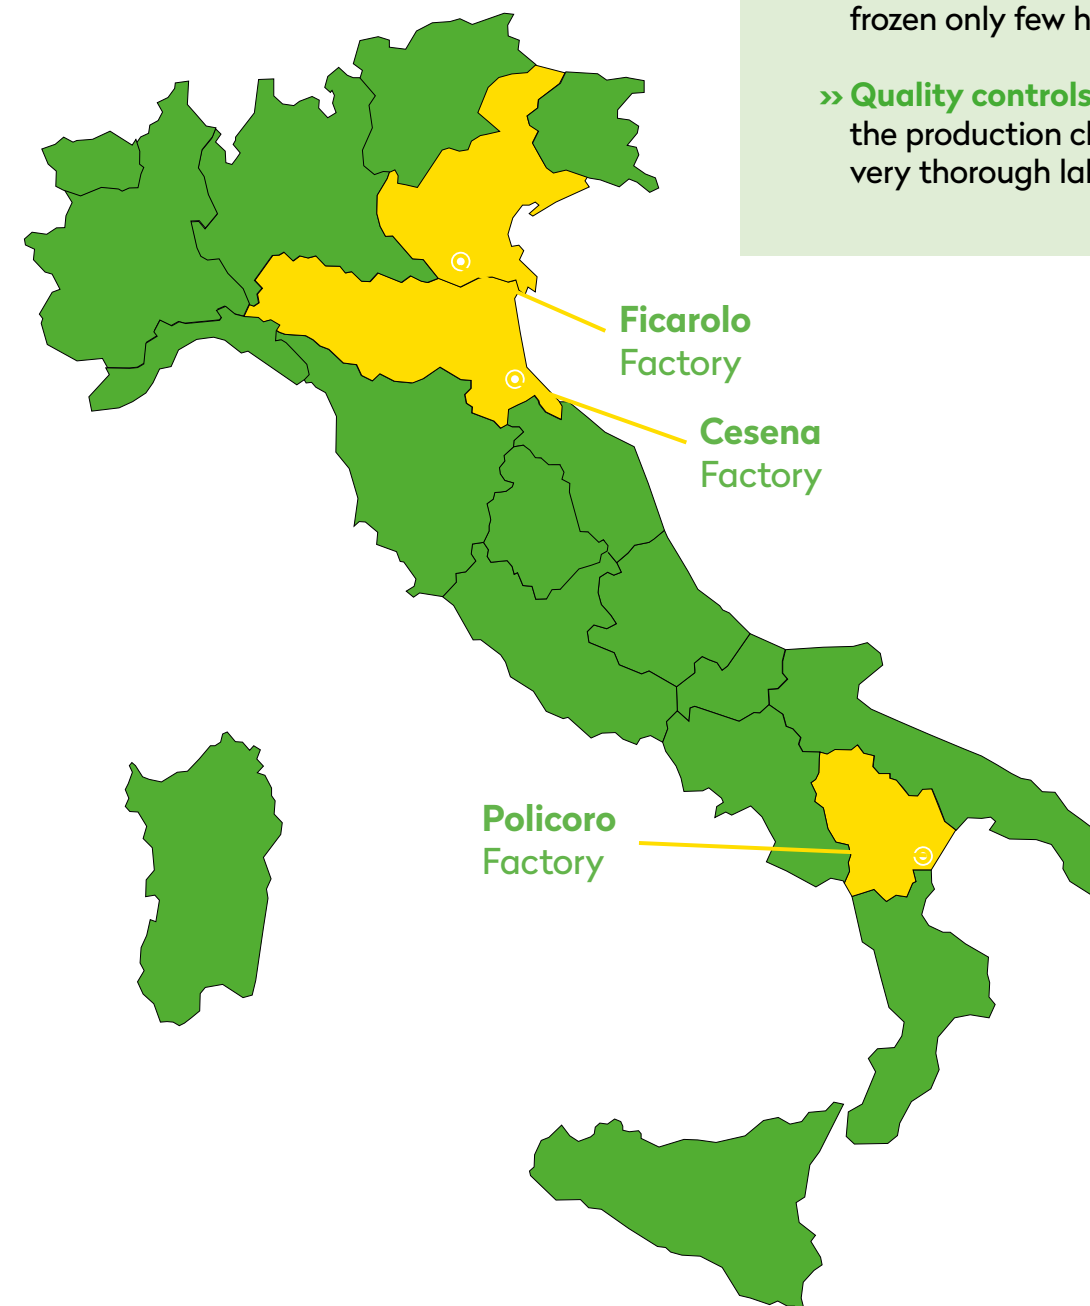 frozen only few h
» Quality controls
the production c
very thorough la
Ficarolo
Factory
Cesena
Factory
Policoro
Factory